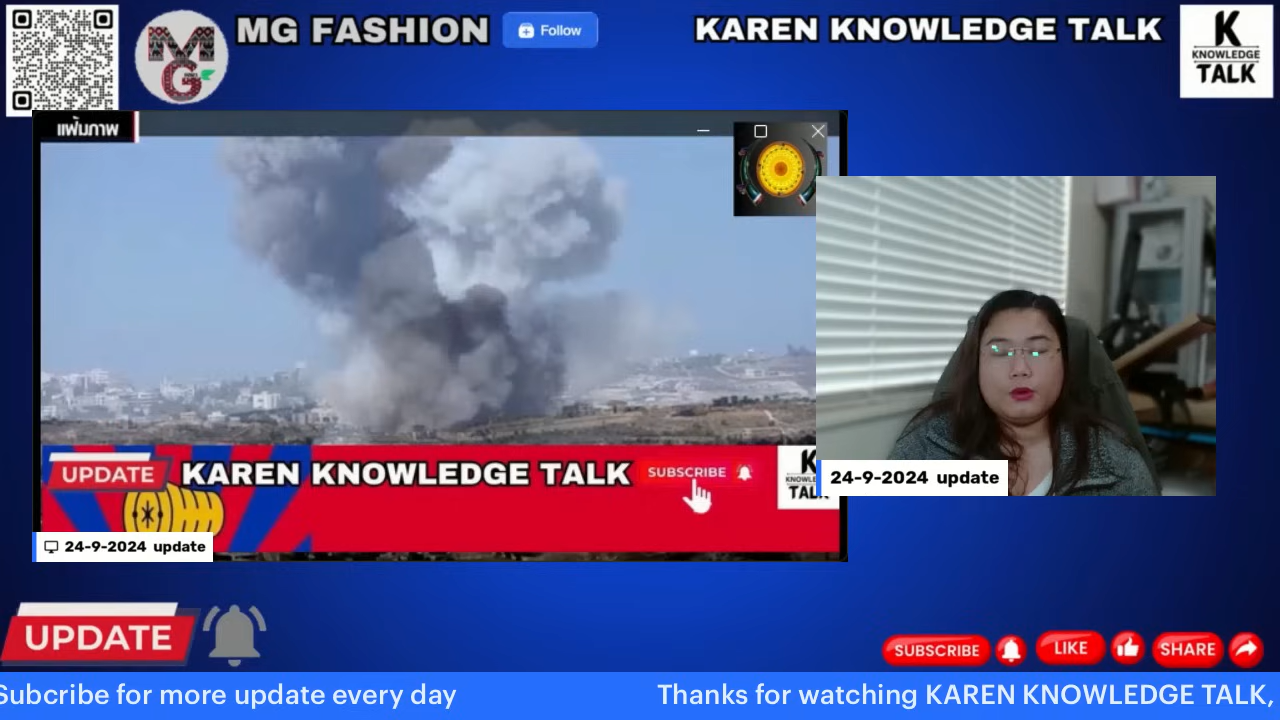 MG FASHION
Follow
KAREN KNOWLEDGE TALK
K
KNOWLEDGE
TALK
MG
แฟ้มภาพ
UPDATE
KAREN KNOWLEDGE TALK
SUBSCRIBE
24-9-2024 update
24-9-2024 update
UPDATE
SUBSCRIBE
LIKE
SHARE
Subcribe for more update every day
Thanks for watching KAREN KNOWLEDGE TALK,